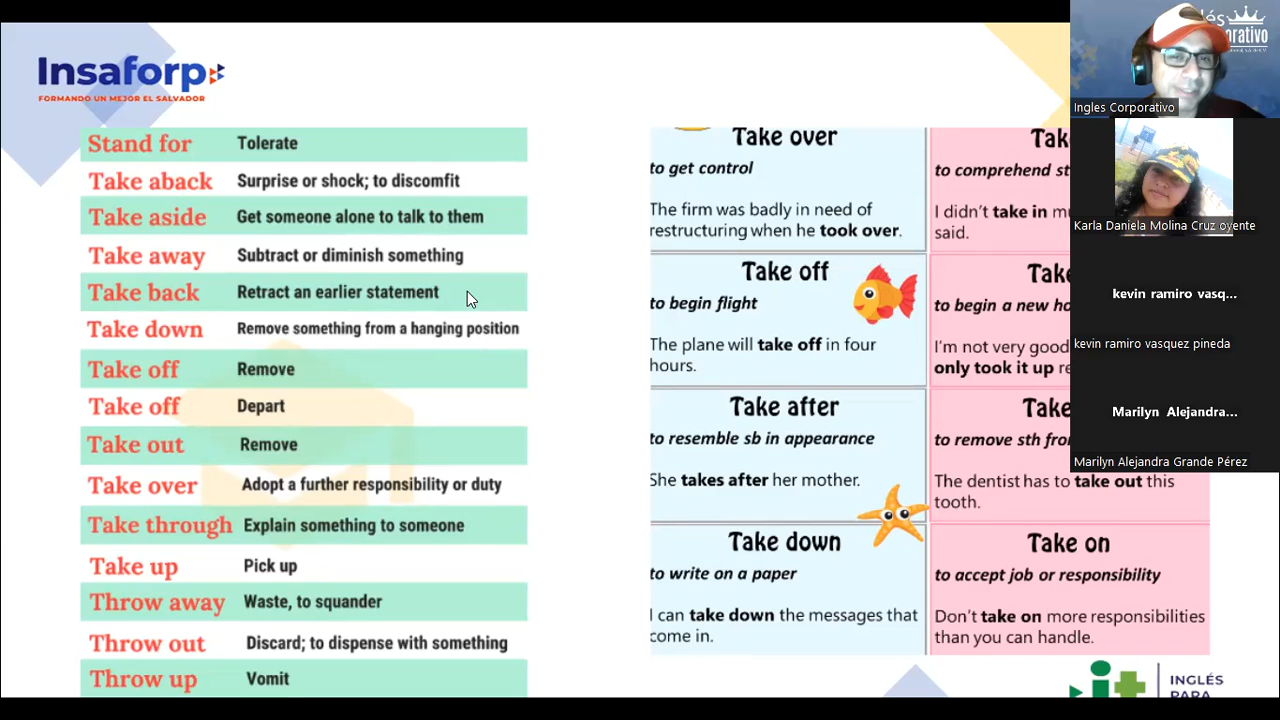 Insaforp
FORMANDO UN MEJOR EL SALVADOR
Stand for Tolerate
Take aback Surprise or shock; to discomfit
Take aside Get someone alone to talk to them
Take away Subtract or diminish something
Take back Retract an earlier statement
Take down Remove something from a hanging position
Take off Remove
Take off Depart
Take out Remove
Take over Adopt a further responsibility or duty
Take through Explain something to someone
Take up Pick up
Throw away Waste, to squander
Throw out Discard; to dispense with something
Throw up Vomit
Take over
to get control
The firm was badly in need of
restructuring when he took over.
Take off
to begin flight
The plane will take off in four
hours.
Take after
to resemble sb in appearance
She takes after her mother.
Take down
to write on a paper
I can take down the messages that
come in.
to comprehend
I didn't take in
said.
to begin a new
I'm not very good
only took it up
to remove sth
The dentist has to take out this
tooth.
Take on
to accept job or responsibility
Don't take on more responsibilities
than you can handle.
INGLÉS
PARA
Ingles Corporativo
Karla Daniela Molina Cruz oyente
kevin ramiro vasq...
kevin ramiro vasquez pineda
Marilyn Alejandra...
Marilyn Alejandra Grande Pérez